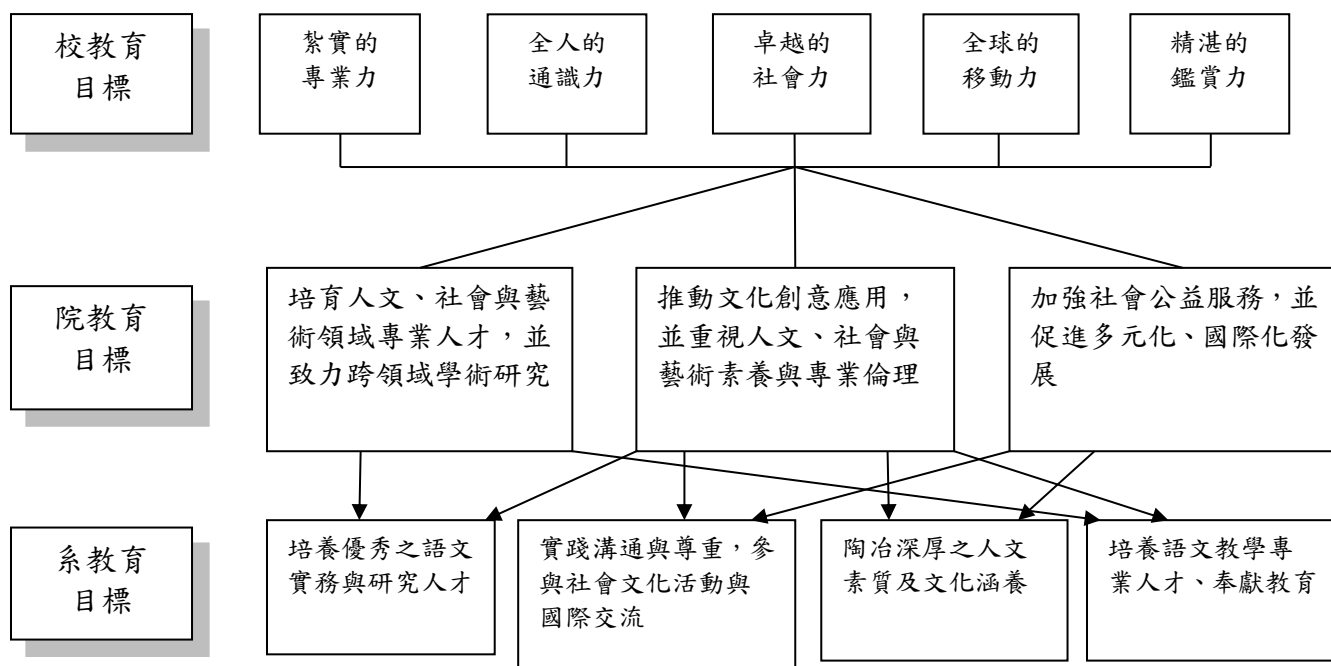 校教育
目標
紮實的
專業力
全人的
通識力
卓越的
社會力
全球的
移動力
精湛的
鑑賞力
院教育
目標
培育人文、社會與藝
術領域專業人才，並
致力跨領域學術研究
推動文化創意應用，
並重視人文、社會與
藝術素養與專業倫理
加強社會公益服務，並
促進多元化、國際化發
展
系教育
目標
培養優秀之語文
實務與研究人才
實踐溝通與尊重，參
與社會文化活動與
國際交流
陶冶深厚之人文
素質及文化涵養
培養語文教學專
業人才、奉獻教育